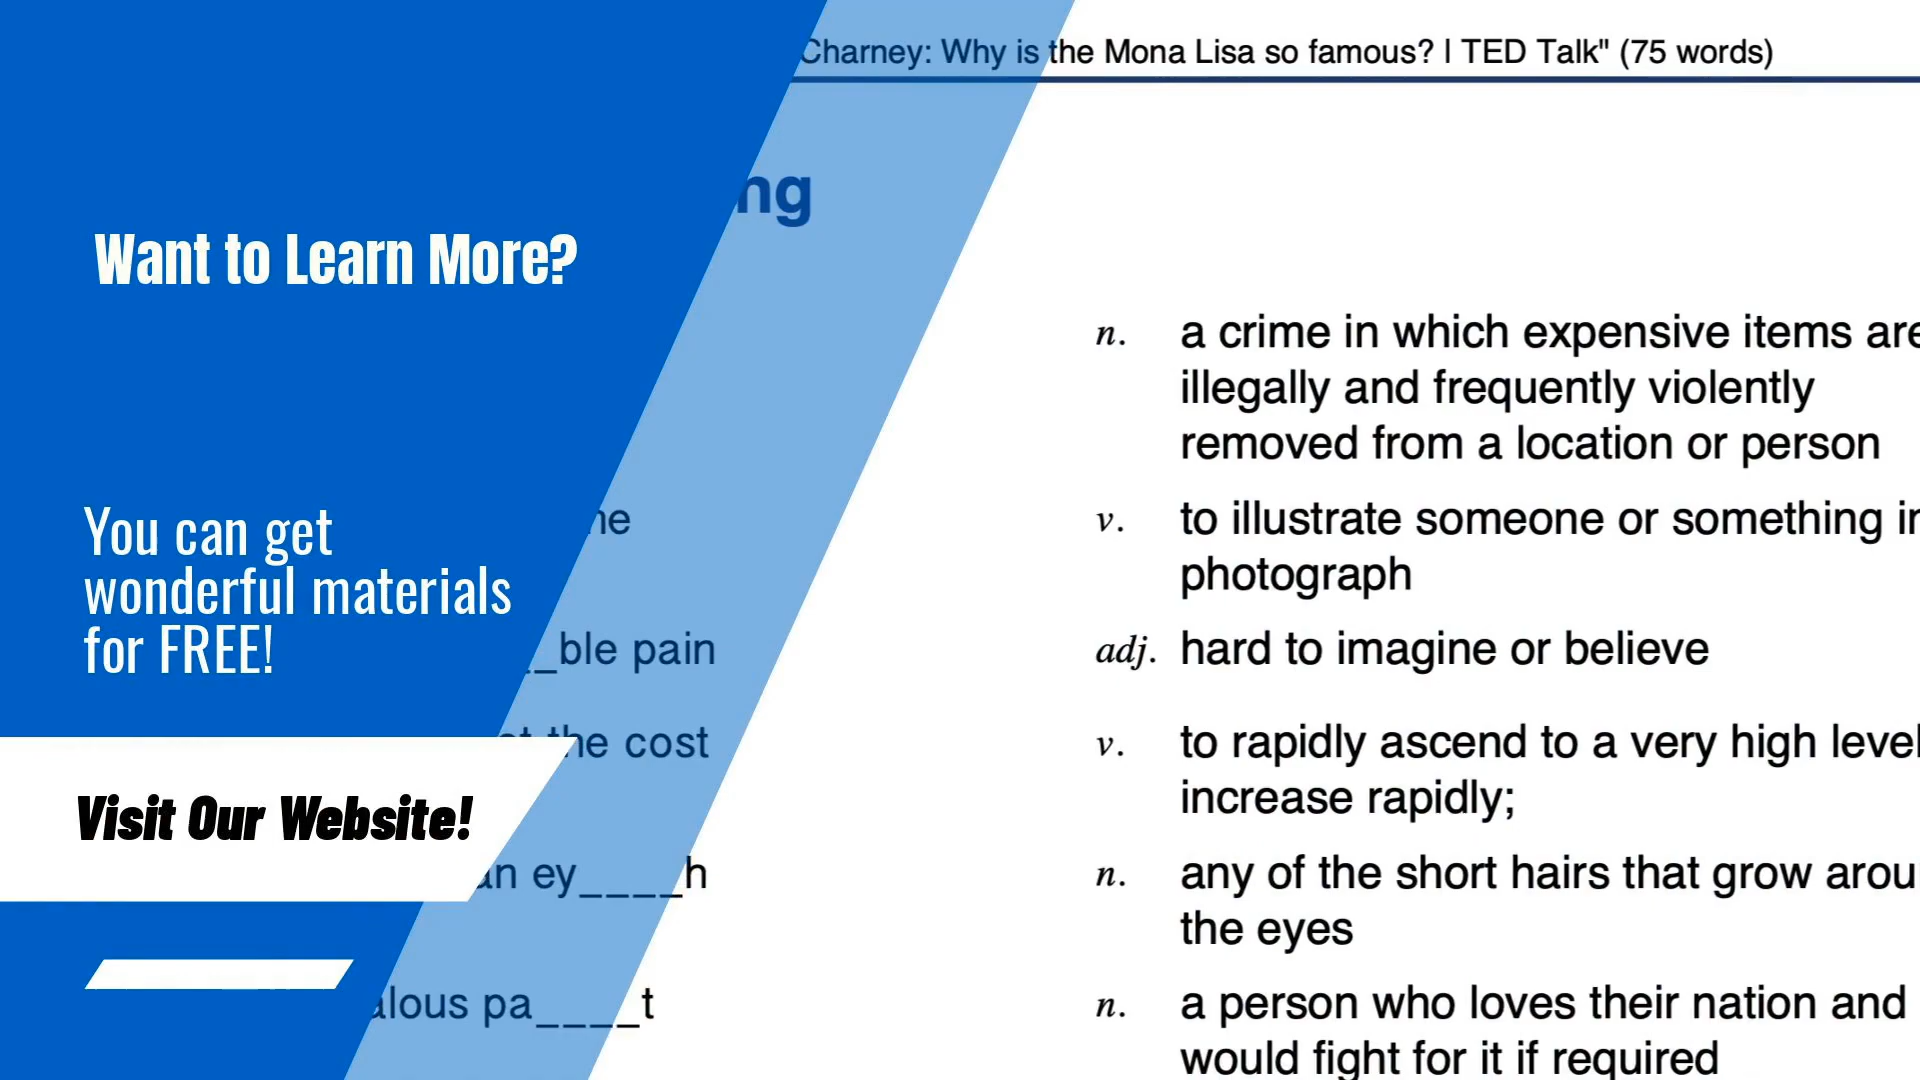 Charney: Why is the Mona Lisa so famous? | TED Talk" (75 words)
ng
Want to Learn More?
You can get
wonderful materials
for FREE!
Visit Our Website!
n. a crime in which expensive items are
illegally and frequently violently
removed from a location or person
v. to illustrate someone or something in
photograph
_ble pain
adj. hard to imagine or believe
the cost
v. to rapidly ascend to a very high level
increase rapidly;
an ey____h
n. any of the short hairs that grow arou
the eyes
alous pa____t
n. a person who loves their nation and
would fight for it if required